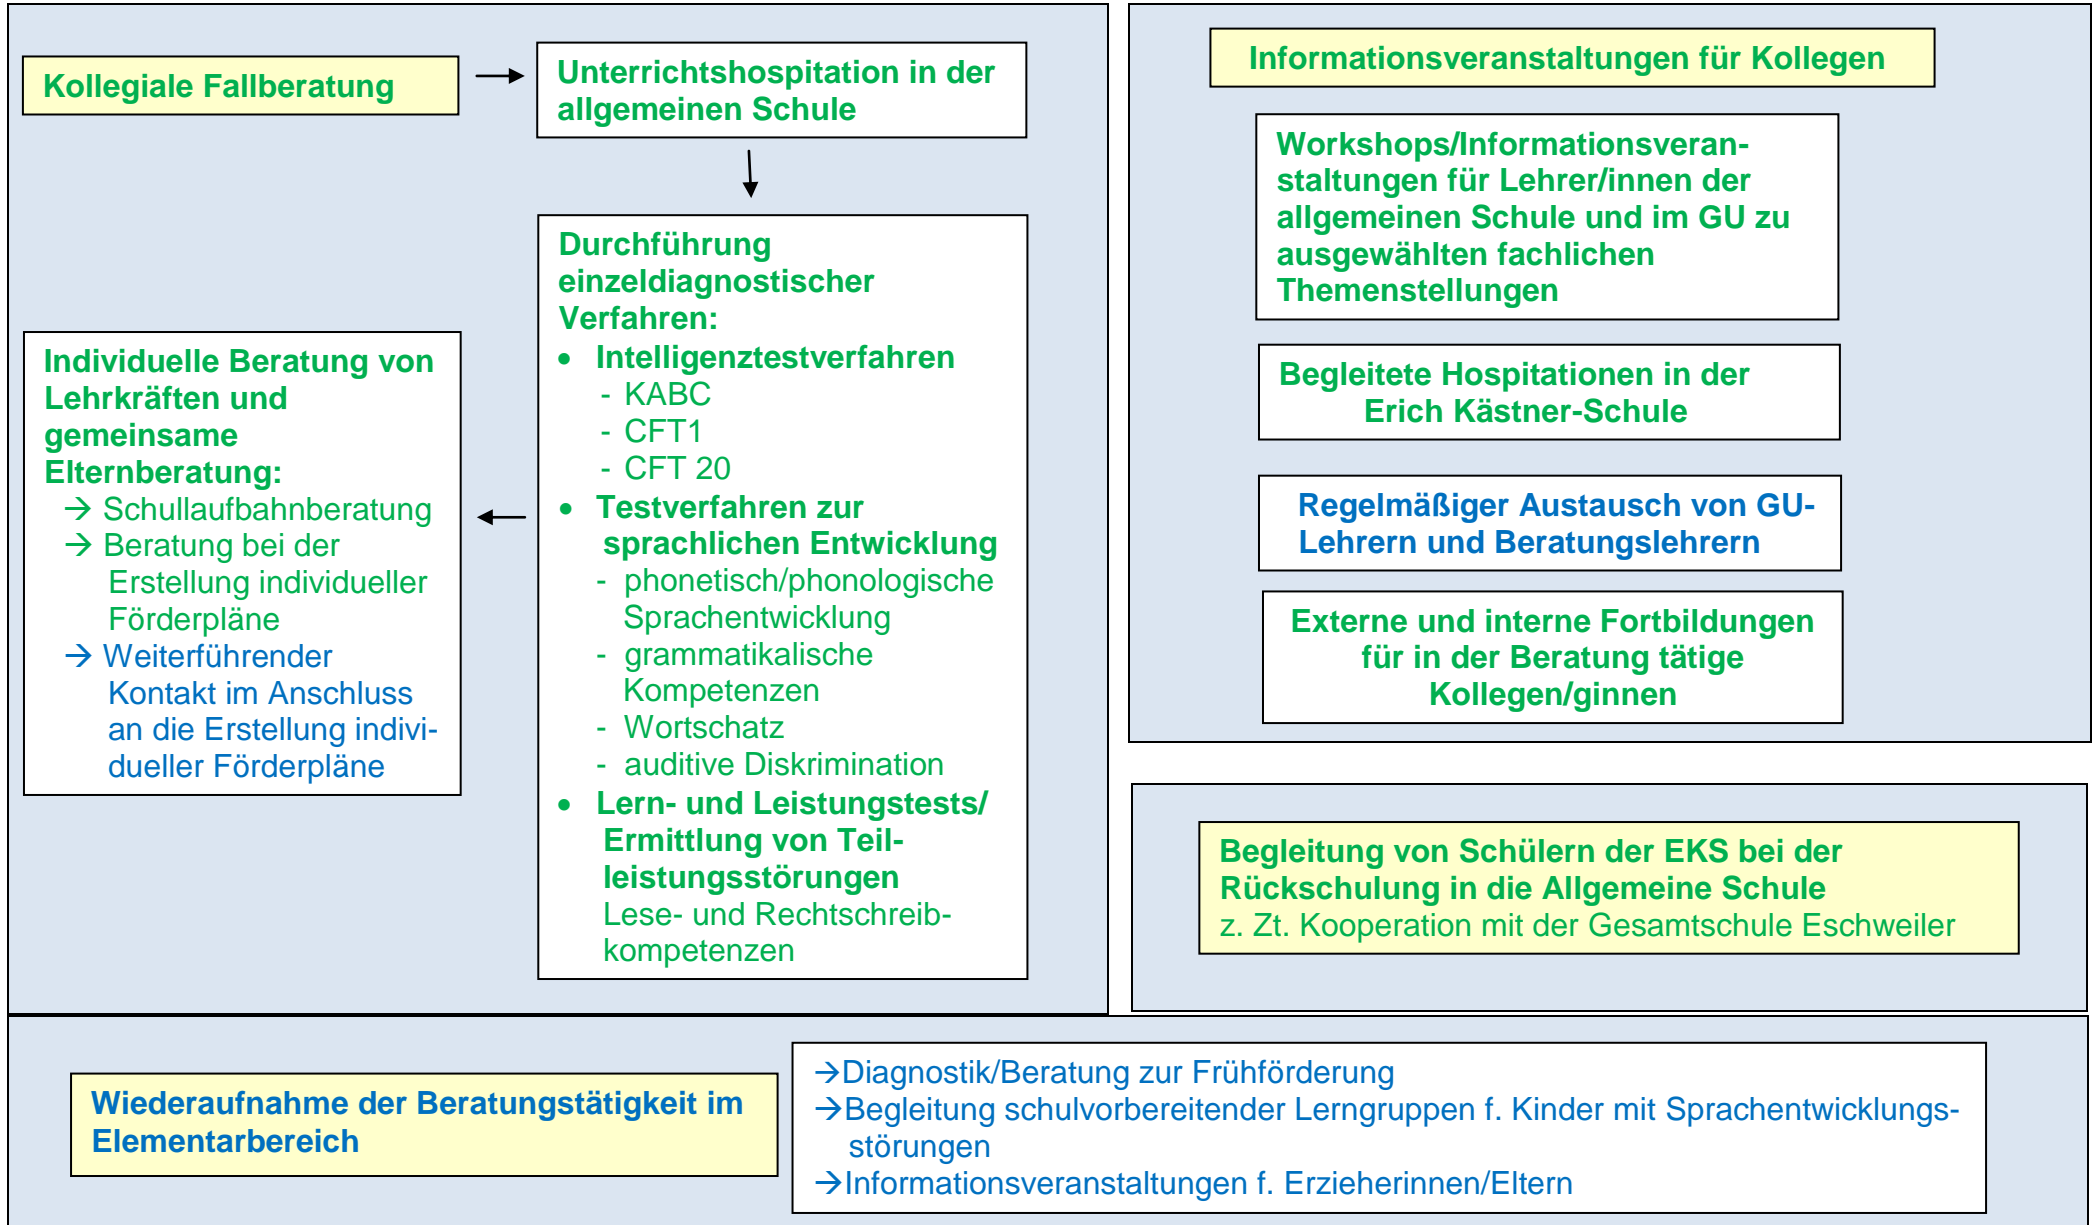 Kollegiale Fallberatung
Unterrichtshospitation in der
allgemeinen Schule
Durchführung
einzeldiagnostischer
Verfahren:
• Intelligenztestverfahren
- KABC
- CFT1
- CFT 20
• Testverfahren zur
sprachlichen Entwicklung
- phonetisch/phonologische
Sprachentwicklung
- grammatikalische
Kompetenzen
- Wortschatz
- auditive Diskrimination
• Lern- und Leistungstests/
Ermittlung von Teil-
leistungsstörungen
Lese- und Rechtschreib-
kompetenzen
Individuelle Beratung von
Lehrkräften und
gemeinsame
Elternberatung:
→ Schullaufbahnberatung
→ Beratung bei der
Erstellung individueller
Förderpläne
→ Weiterführender
Kontakt im Anschluss
an die Erstellung indivi-
dueller Förderpläne
Informationsveranstaltungen für Kollegen
Workshops/Informationsveran-
staltungen für Lehrer/innen der
allgemeinen Schule und im GU zu
ausgewählten fachlichen
Themenstellungen
Begleitete Hospitationen in der
Erich Kästner-Schule
Regelmäßiger Austausch von GU-
Lehrern und Beratungslehrern
Externe und interne Fortbildungen
für in der Beratung tätige
Kollegen/ginnen
Begleitung von Schülern der EKS bei der
Rückschulung in die Allgemeine Schule
z. Zt. Kooperation mit der Gesamtschule Eschweiler
Wiederaufnahme der Beratungstätigkeit im
Elementarbereich
→Diagnostik/Beratung zur Frühförderung
→Begleitung schulvorbereitender Lerngruppen f. Kinder mit Sprachentwicklungs-
störungen
→Informationsveranstaltungen f. Erzieherinnen/Eltern